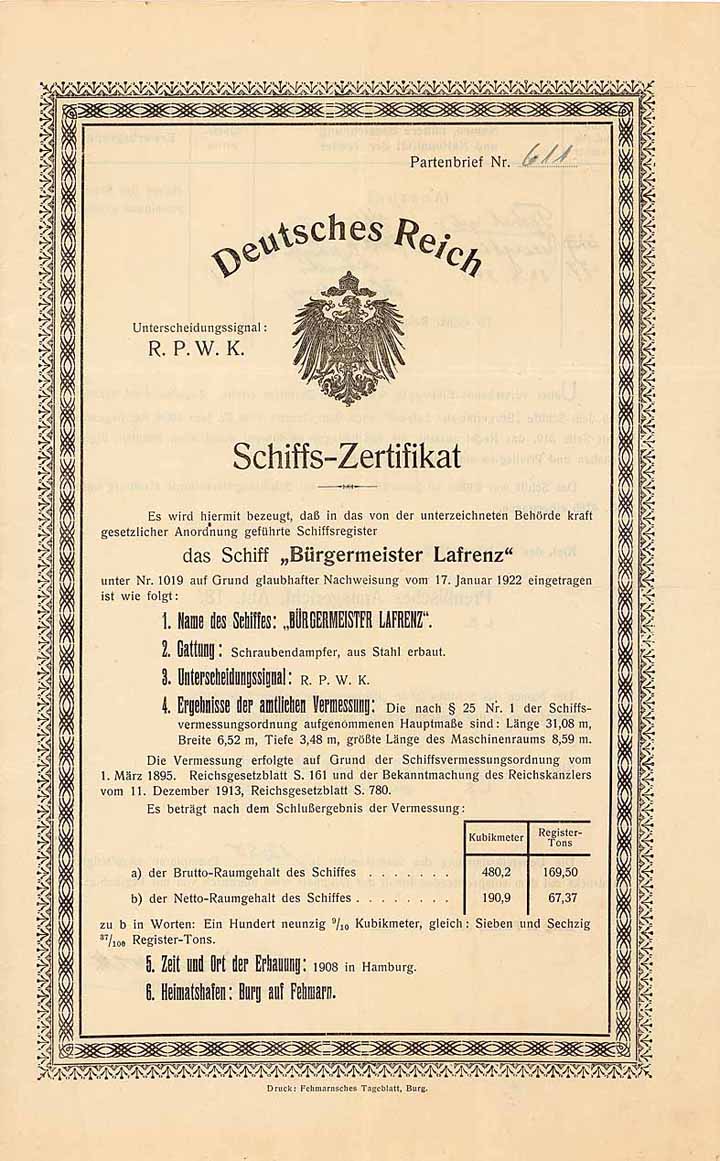 Partenbrief Nr. 611
Deutsches Reich
Unterscheidungssignal:
R. P. W. K.
Schiffs-Zertifikat
Es wird hiermit bezeugt, daß in das von der unterzeichneten Behörde kraft
gesetzlicher Anordnung geführte Schiffsregister
das Schiff „Bürgermeister Lafrenz“
unter Nr. 1019 auf Grund glaubhafter Nachweisung vom 17. Januar 1922 eingetragen
ist wie folgt:
1. Name des Schiffes: „BÜRGERMEISTER LAFRENZ“.
2. Gattung: Schraubendampfer, aus Stahl erbaut.
3. Unterscheidungssignal: R. P. W. K.
4. Ergebnisse der amtlichen Vermessung: Die nach § 25 Nr. 1 der Schiffs-
vermessungsordnung aufgenommenen Hauptmaße sind: Länge 31,08 m,
Breite 6,52 m, Tiefe 3,48 m, größte Länge des Maschinenraums 8,59 m.
Die Vermessung erfolgte auf Grund der Schiffsvermessungsordnung vom
1. März 1895. Reichsgesetzblatt S. 161 und der Bekanntmachung des Reichskanzlers
vom 11. Dezember 1913, Reichsgesetzblatt S. 780.
Es beträgt nach dem Schlußergebnis der Vermessung:
Kubikmeter Register-
Tons
a) der Brutto-Raumgehalt des Schiffes . . . . . . . 480,2 169,50
b) der Netto-Raumgehalt des Schiffes . . . . . . . . 190,9 67,37
zu b in Worten: Ein Hundert neunzig 9/10 Kubikmeter, gleich: Sieben und Sechzig
37/100 Register-Tons.
5. Zeit und Ort der Erbauung: 1908 in Hamburg.
6. Heimatshafen: Burg auf Fehmarn.
Druck: Fehmarnsches Tageblatt, Burg.